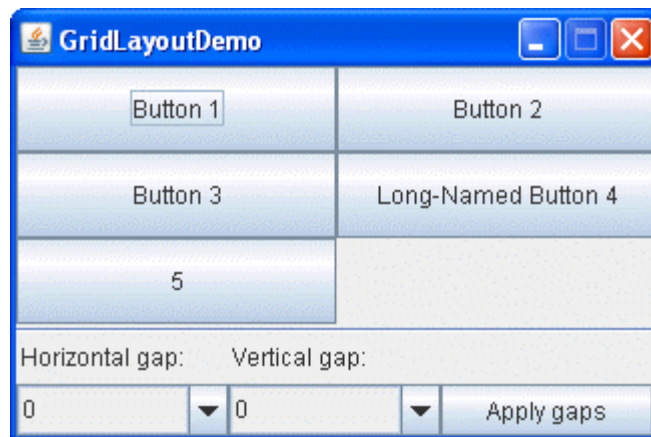 GridLayoutDemo
Button 1 Button 2
Button 3 Long-Named Button 4
5
Horizontal gap: Vertical gap:
0 0 Apply gaps